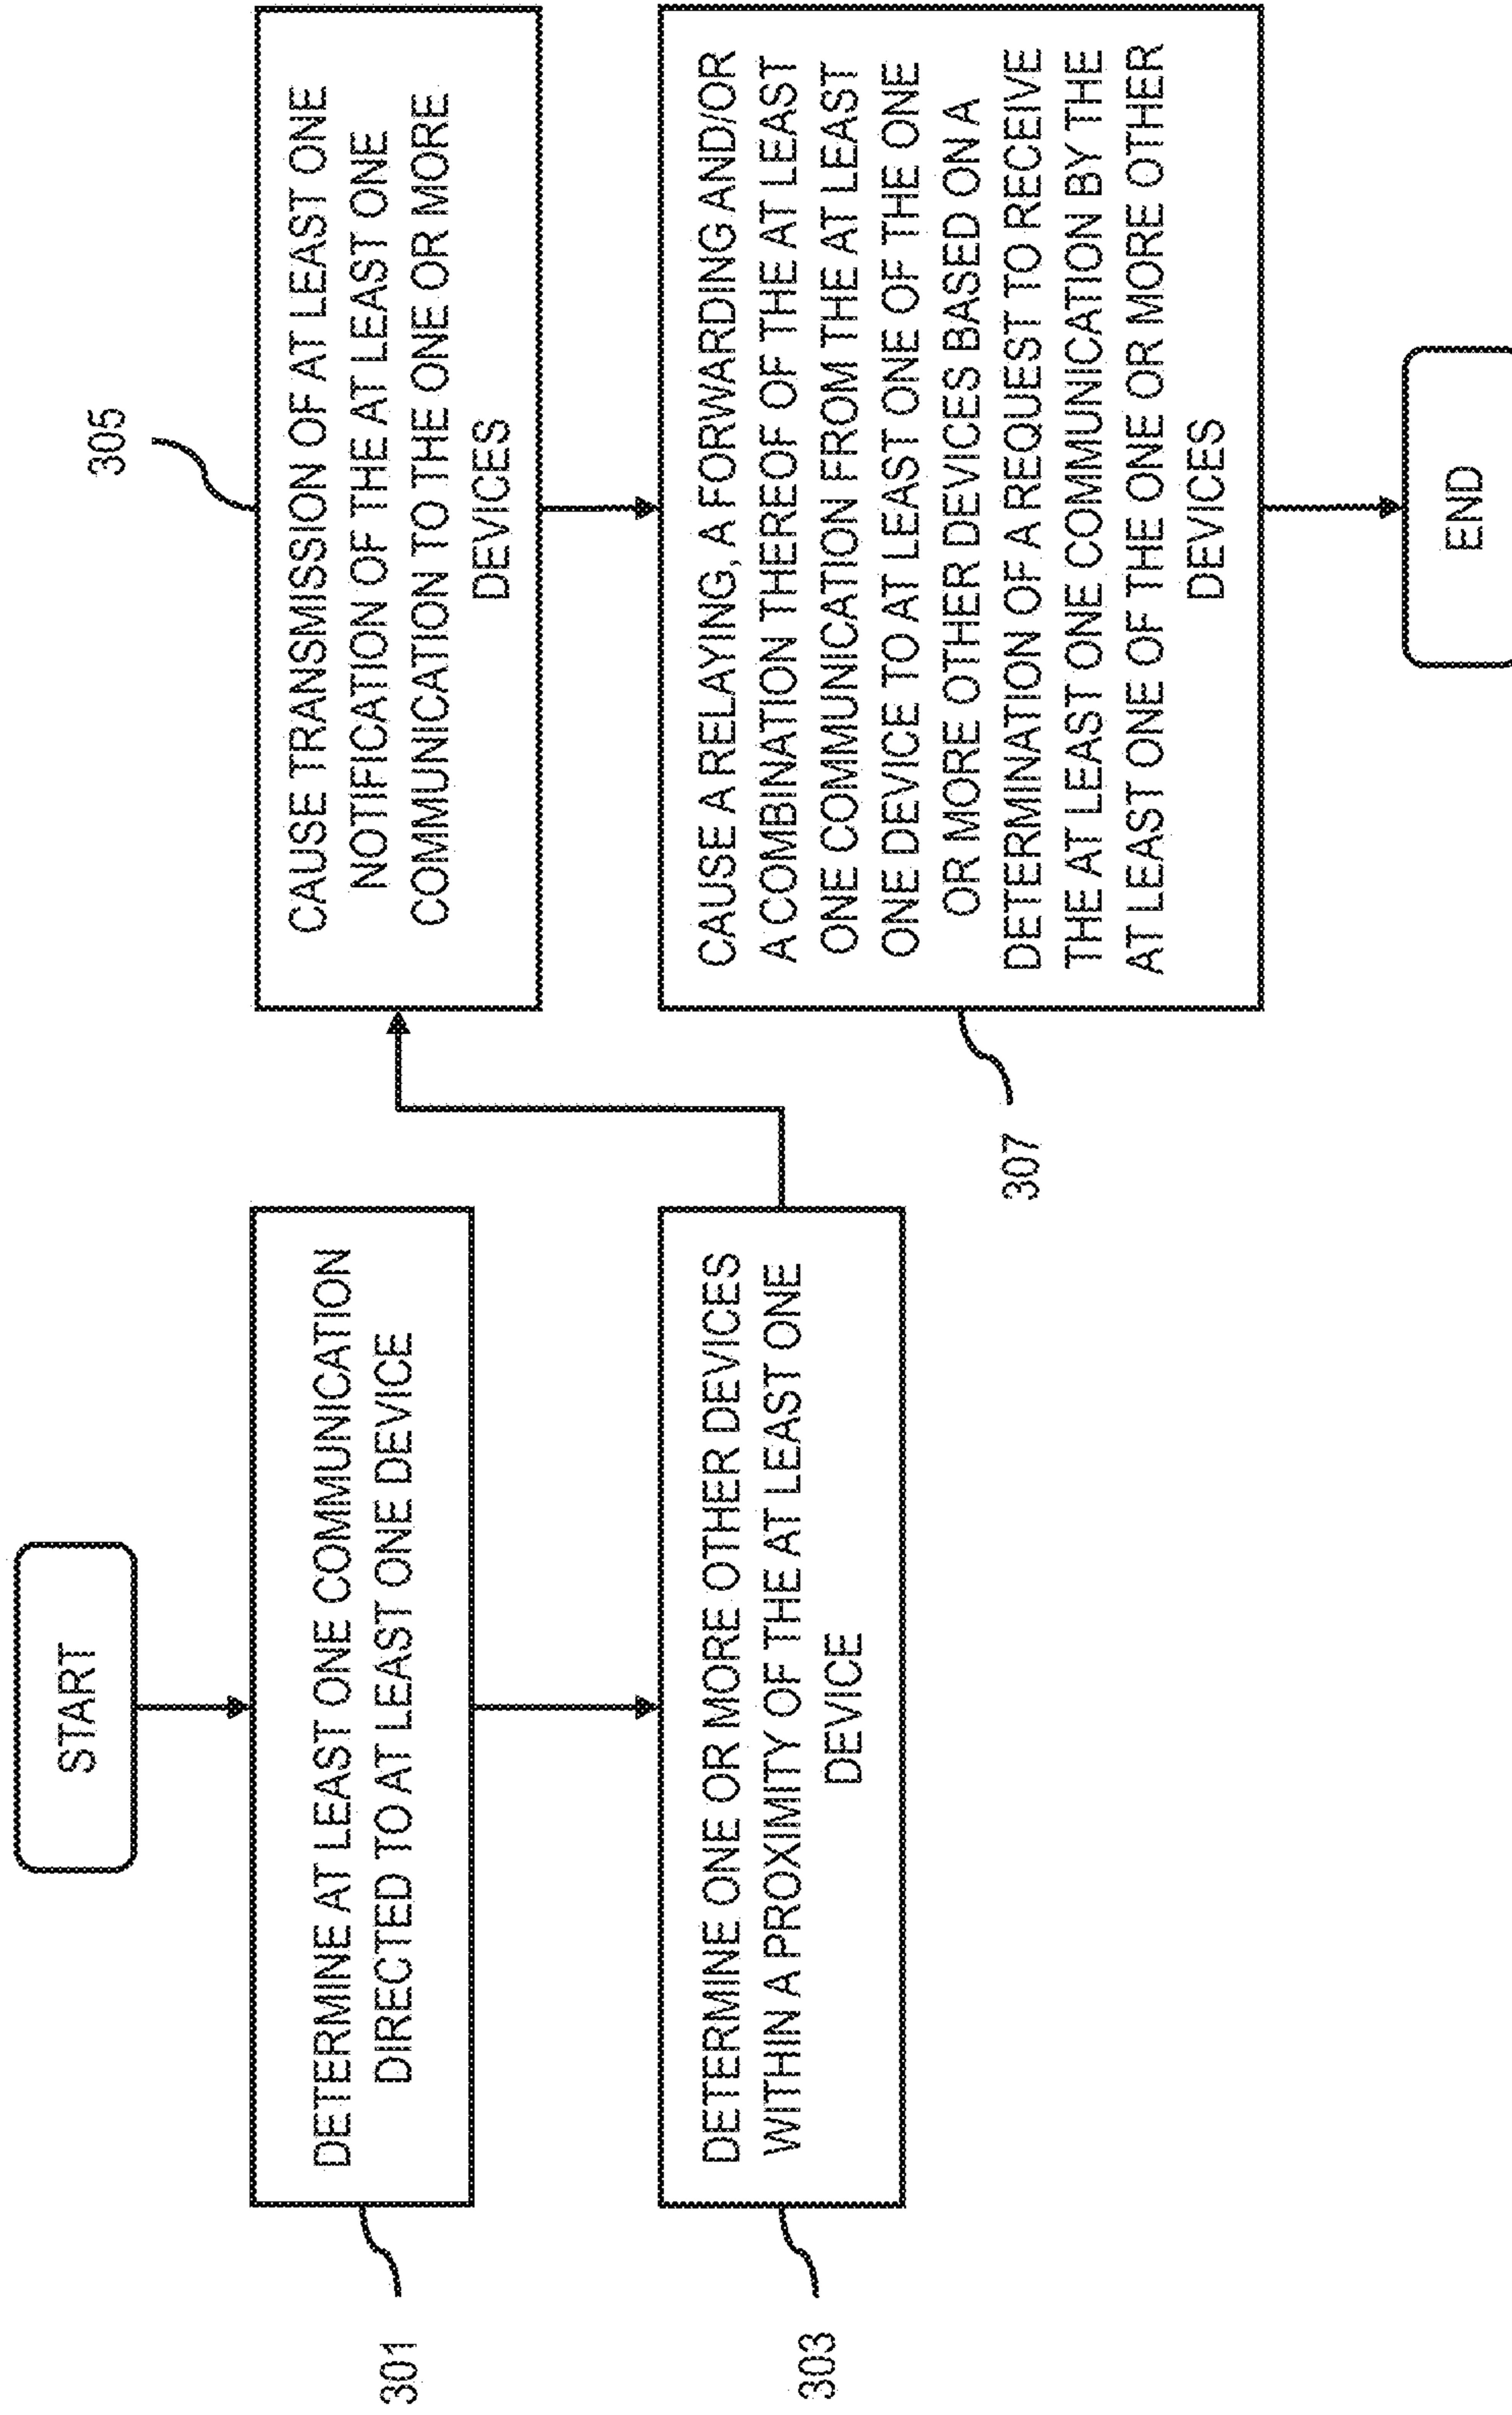 START
DETERMINE AT LEAST ONE COMMUNICATION
DIRECTED TO AT LEAST ONE DEVICE
301
DETERMINE ONE OR MORE OTHER DEVICES
WITHIN A PROXIMITY OF THE AT LEAST ONE
DEVICE
303
305
CAUSE TRANSMISSION OF AT LEAST ONE
NOTIFICATION OF THE AT LEAST ONE
COMMUNICATION TO THE ONE OR MORE
DEVICES
CAUSE A RELAYING, A FORWARDING AND/OR
A COMBINATION THEREOF OF THE AT LEAST
ONE COMMUNICATION FROM THE AT LEAST
ONE DEVICE TO AT LEAST ONE OF THE ONE
OR MORE OTHER DEVICES BASED ON A
DETERMINATION OF A REQUEST TO RECEIVE
THE AT LEAST ONE COMMUNICATION BY THE
AT LEAST ONE OF THE ONE OR MORE OTHER
DEVICES
307
END